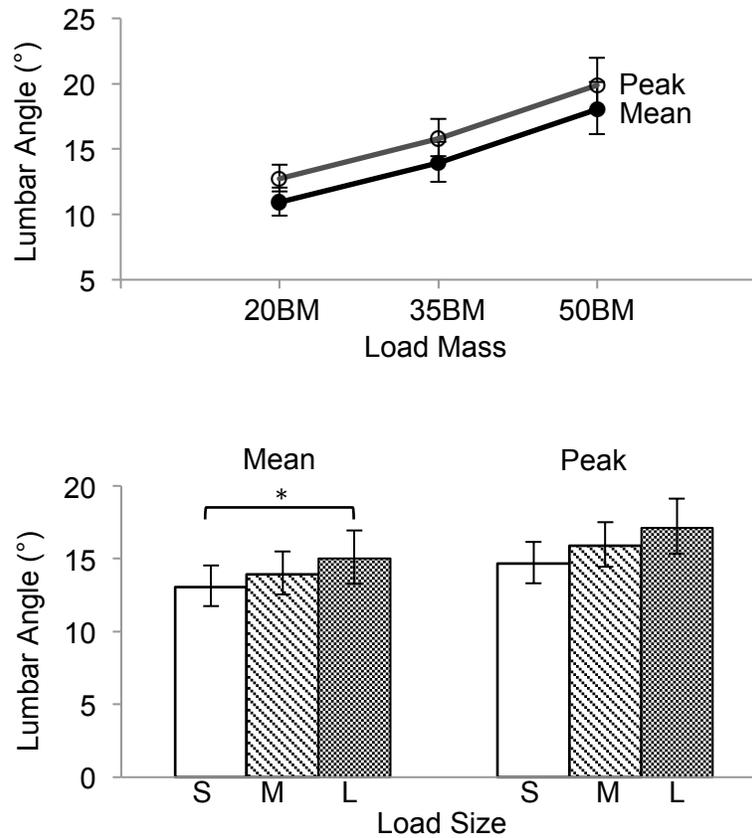 Lumbar Angle (°)
25
20
15
10
5
Peak
Mean
20BM 35BM 50BM
Load Mass
Mean Peak
Lumbar Angle (°)
20
15
10
5
0
*
S M L S M L
Load Size